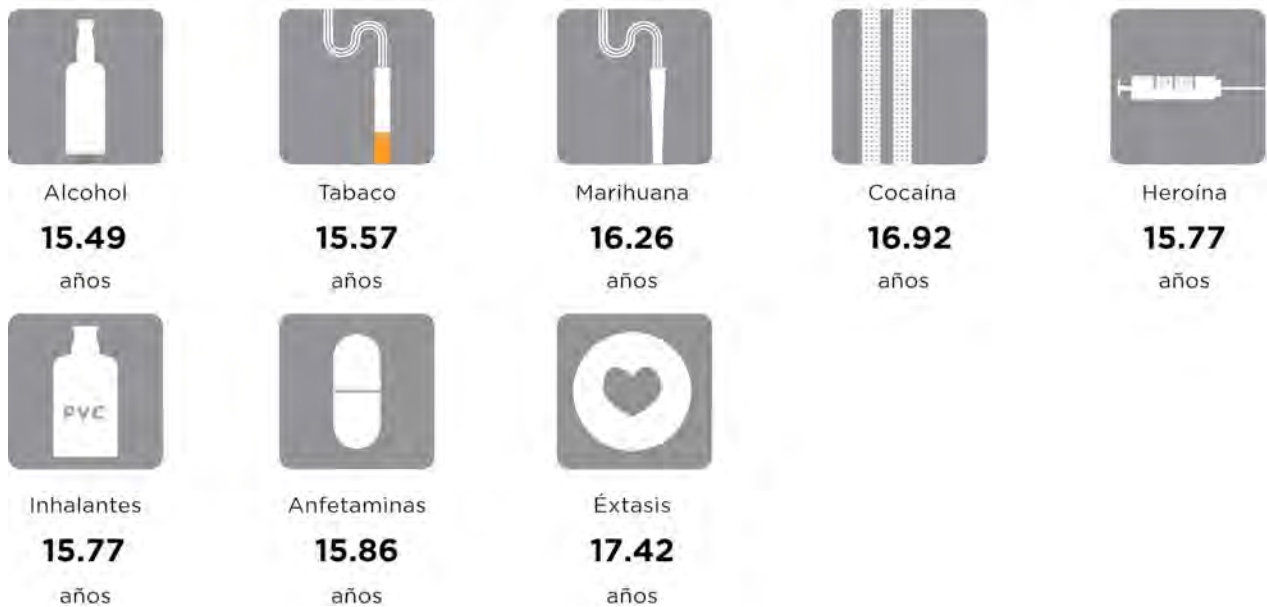 Alcohol
15.49
años
Tabaco
15.57
años
Marihuana
16.26
años
Cocaína
16.92
años
Heroína
15.77
años
PVC
Inhalantes
15.77
años
Anfetaminas
15.86
años
Éxtasis
17.42
años